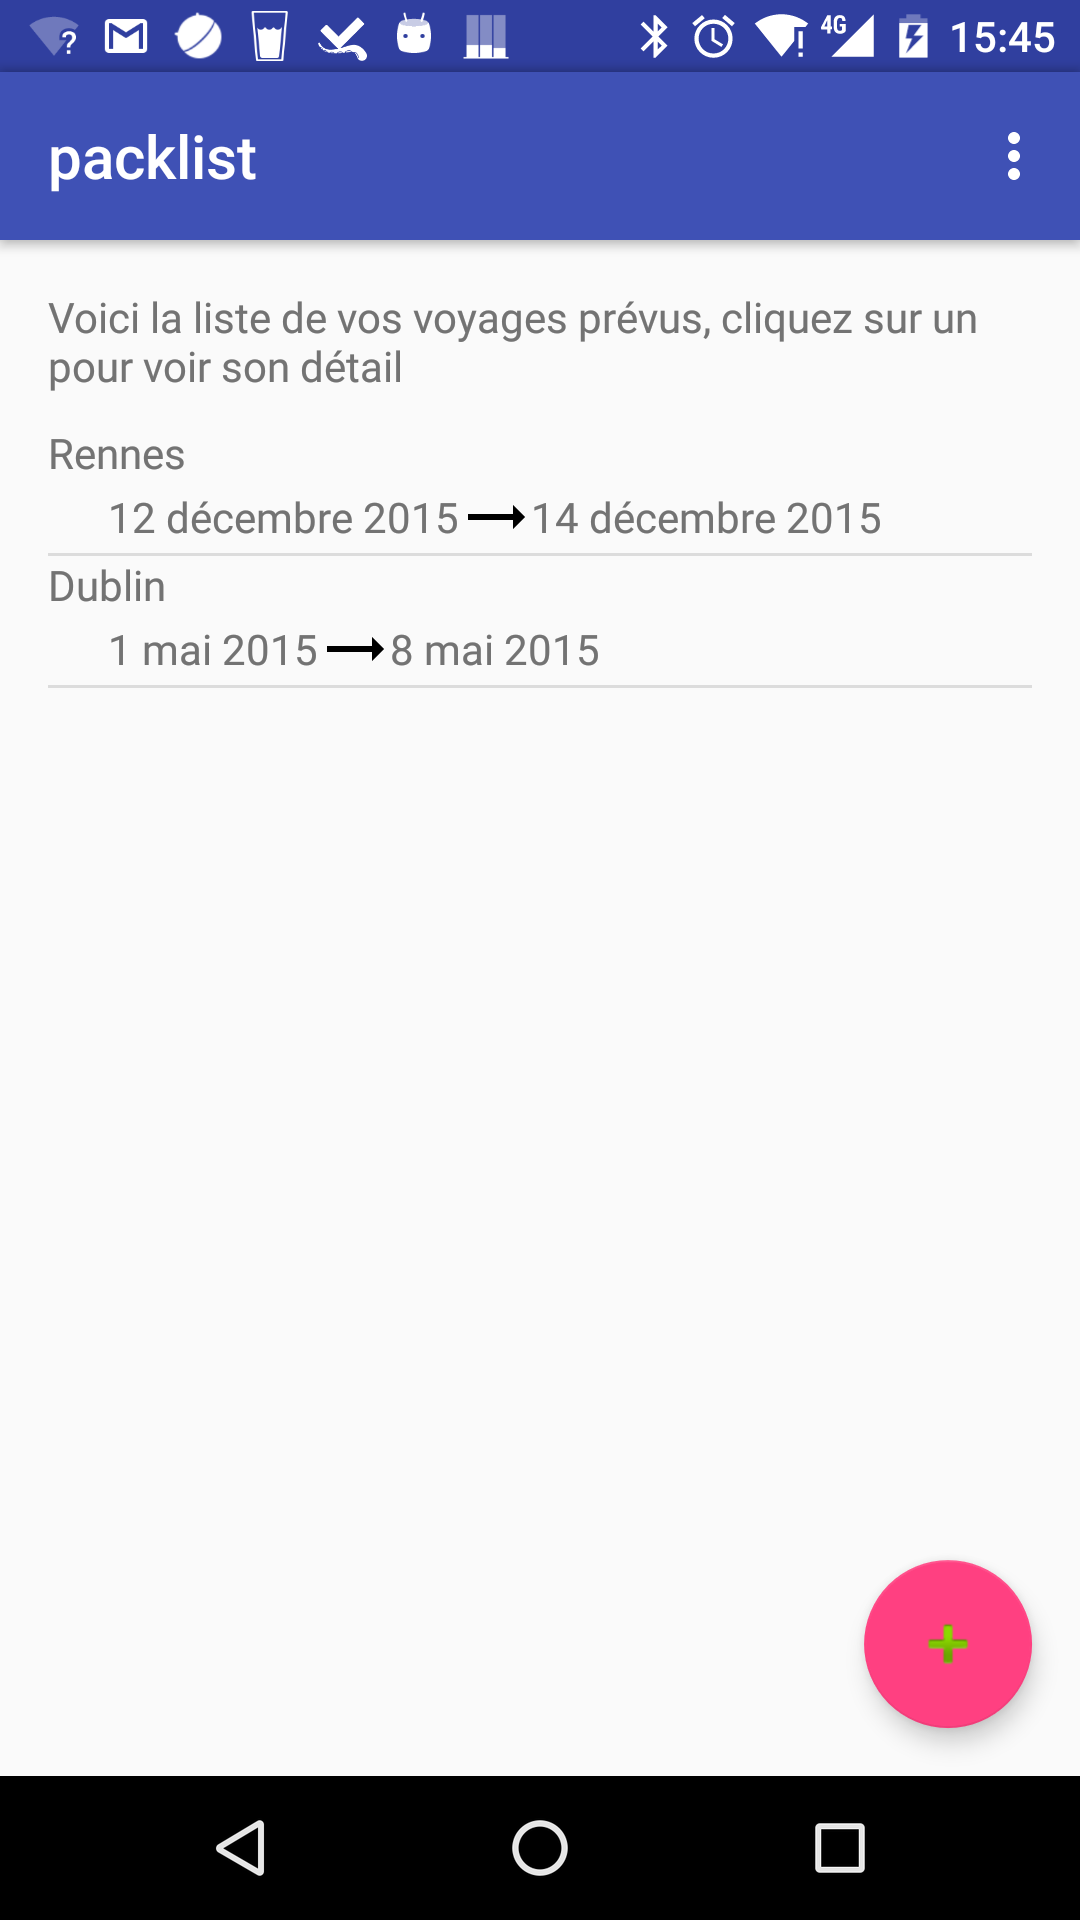 4G 15:45
packlist
Voici la liste de vos voyages prévus, cliquez sur un
pour voir son détail
Rennes
12 décembre 2015 14 décembre 2015
Dublin
1 mai 2015 8 mai 2015